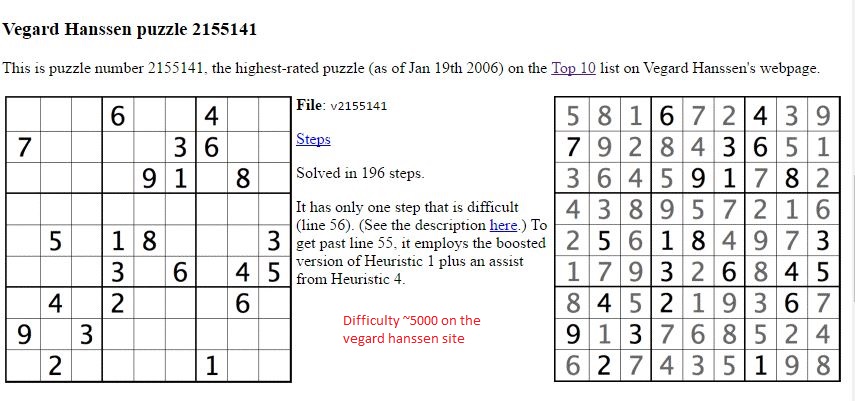 Vegard Hanssen puzzle 2155141
This is puzzle number 2155141, the highest-rated puzzle (as of Jan 19th 2006) on the Top 10 list on Vegard Hanssen's webpage.
6 4
7 3 6
9 1 8
5 1 8 3
3 6 4 5
4 2 6
9 3
2 1
File: v2155141
Steps
Solved in 196 steps.
It has only one step that is difficult
(line 56). (See the description here.) To
get past line 55, it employs the boosted
version of Heuristic 1 plus an assist
from Heuristic 4.
Difficulty ~5000 on the
vegard hanssen site
5 8 1 6 7 2 4 3 9
7 9 2 8 4 3 6 5 1
3 6 4 5 9 1 7 8 2
4 3 8 9 5 7 2 1 6
2 5 6 1 8 4 9 7 3
1 7 9 3 2 6 8 4 5
8 4 5 2 1 9 3 6 7
9 1 3 7 6 8 5 2 4
6 2 7 4 3 5 1 9 8